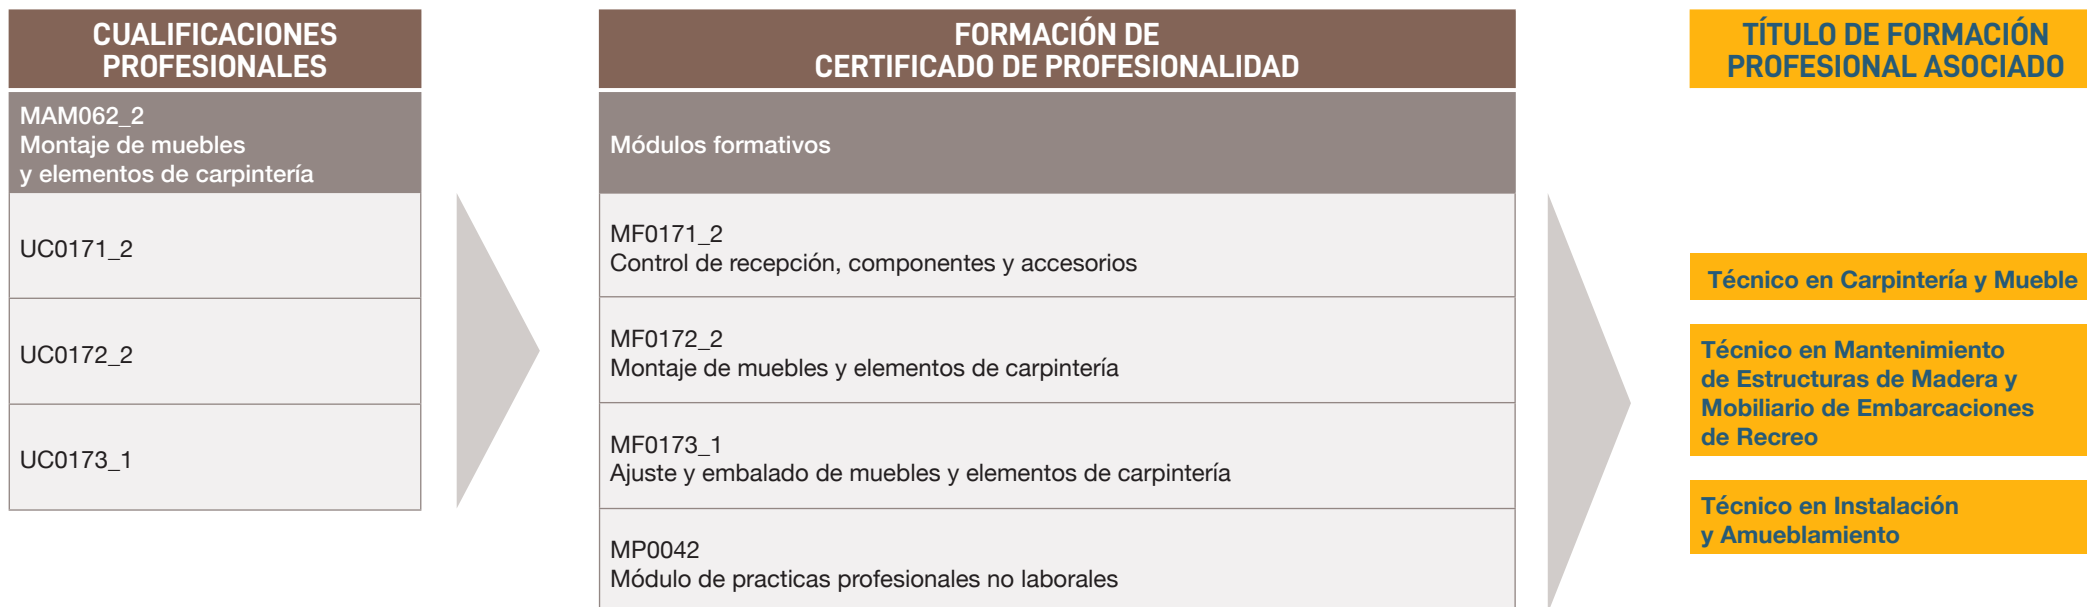 CUALIFICACIONES
PROFESIONALES
MAM062_2
Montaje de muebles
y elementos de carpintería
UC0171_2
UC0172_2
UC0173_1
FORMACIÓN DE
CERTIFICADO DE PROFESIONALIDAD
Módulos formativos
MF0171_2
Control de recepción, componentes y accesorios
MF0172_2
Montaje de muebles y elementos de carpintería
MF0173_1
Ajuste y embalado de muebles y elementos de carpintería
MP0042
Módulo de practicas profesionales no laborales
TÍTULO DE FORMACIÓN
PROFESIONAL ASOCIADO
Técnico en Carpintería y Mueble
Técnico en Mantenimiento
de Estructuras de Madera y
Mobiliario de Embarcaciones
de Recreo
Técnico en Instalación
y Amueblamiento